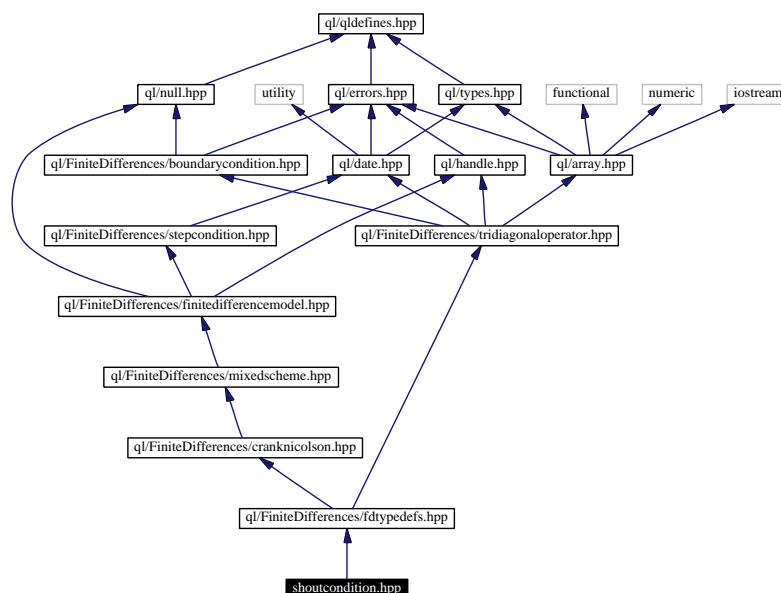 ql/qldefines.hpp
ql/null.hpp
utility
ql/errors.hpp
ql/types.hpp
functional
numeric
iostream
ql/FiniteDifferences/boundarycondition.hpp
ql/date.hpp
ql/handle.hpp
ql/array.hpp
ql/FiniteDifferences/stepcondition.hpp
ql/FiniteDifferences/tridiagonaloperator.hpp
ql/FiniteDifferences/finitedifferencemodel.hpp
ql/FiniteDifferences/mixedscheme.hpp
ql/FiniteDifferences/cranknicolson.hpp
ql/FiniteDifferences/fdtypedefs.hpp
shoutcondition.hpp